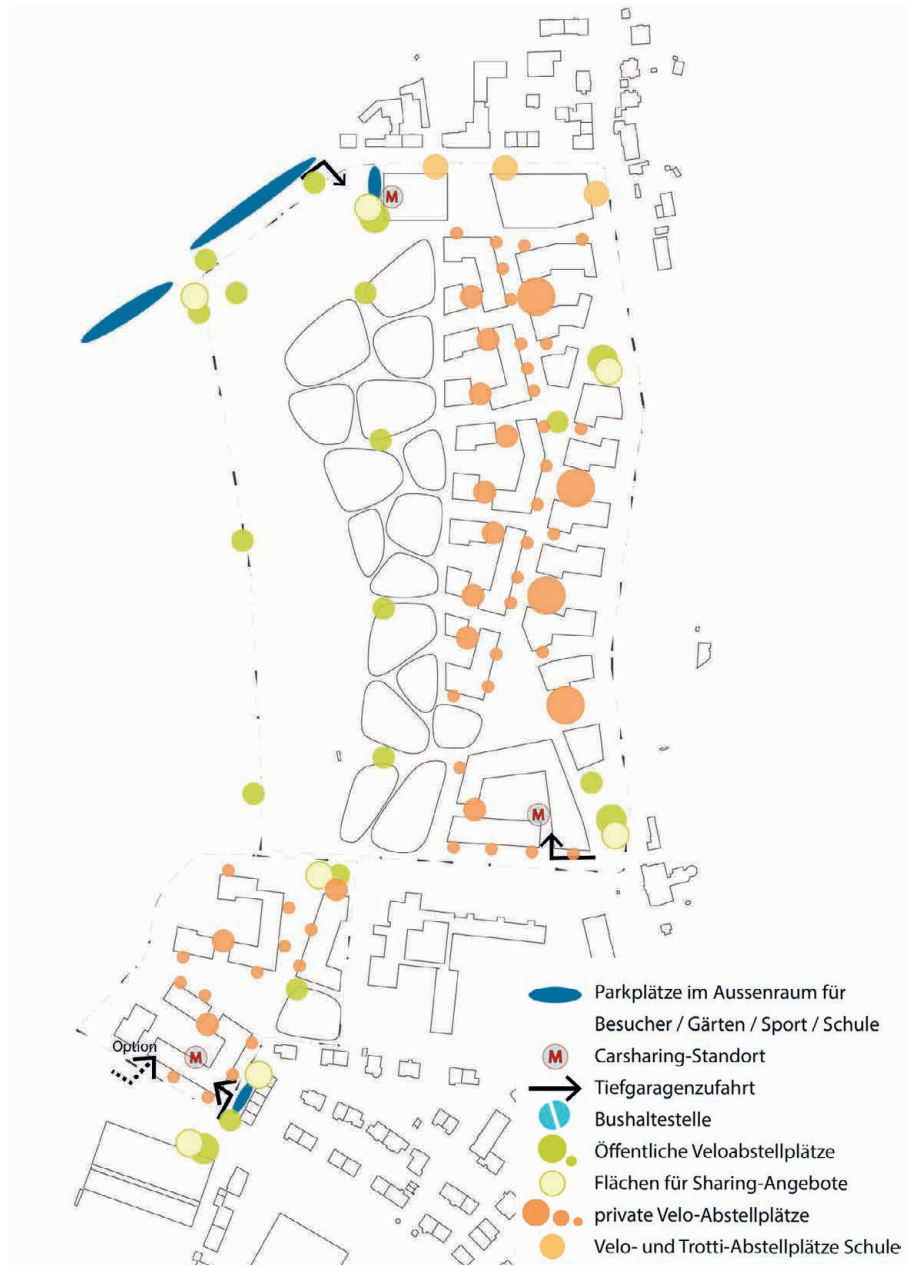 M
M
Option
M
Parkplätze im Aussenraum für
Besucher / Gärten / Sport / Schule
M Carsharing-Standort
Tiefgaragenzufahrt
Bushaltestelle
Öffentliche Veloabstellplätze
Flächen für Sharing-Angebote
private Velo-Abstellplätze
Velo- und Trotti-Abstellplätze Schule